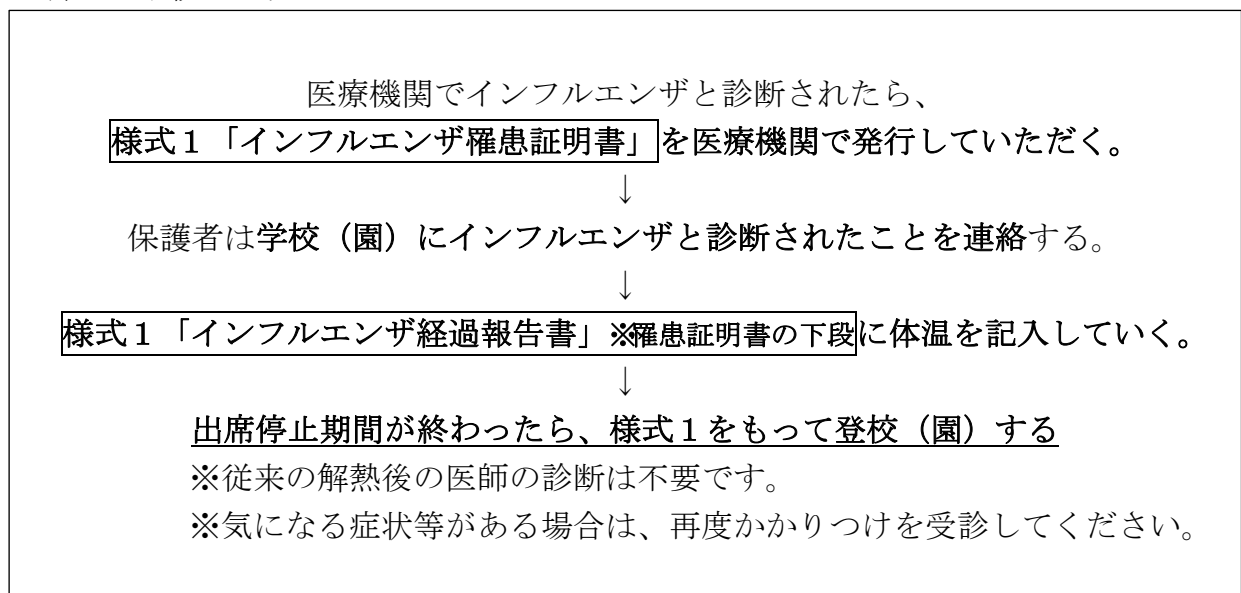 医療機関でインフルエンザと診断されたら、
様式１「インフルエンザ罹患証明書」を医療機関で発行していただく。
↓
保護者は学校（園）にインフルエンザと診断されたことを連絡する。
↓
様式１「インフルエンザ経過報告書」※罹患証明書の下段に体温を記入していく。
↓
出席停止期間が終わったら、様式１をもって登校（園）する
※従来の解熱後の医師の診断は不要です。
※気になる症状等がある場合は、再度かかりつけを受診してください。